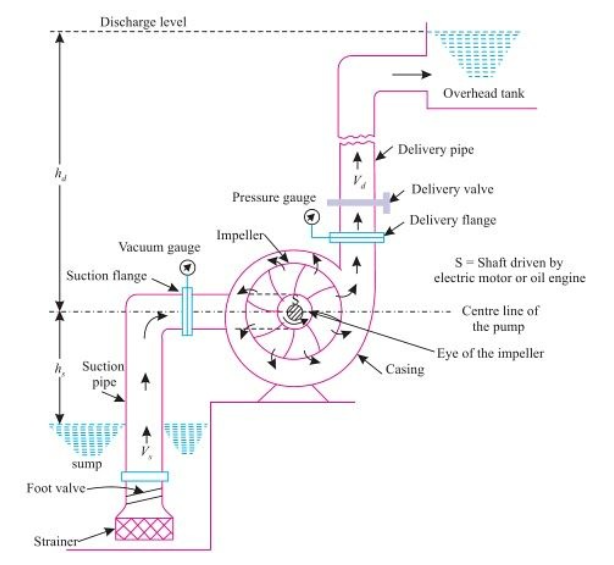 Discharge level
Overhead tank
h_d
Delivery pipe
V_d
Delivery valve
Pressure gauge
Delivery flange
Impeller
Vacuum gauge
S = Shaft driven by
electric motor or oil engine
Suction flange
S
Centre line of
the pump
Eye of the impeller
h_s
Suction
pipe
Casing
V_s
sump
Foot valve
Strainer